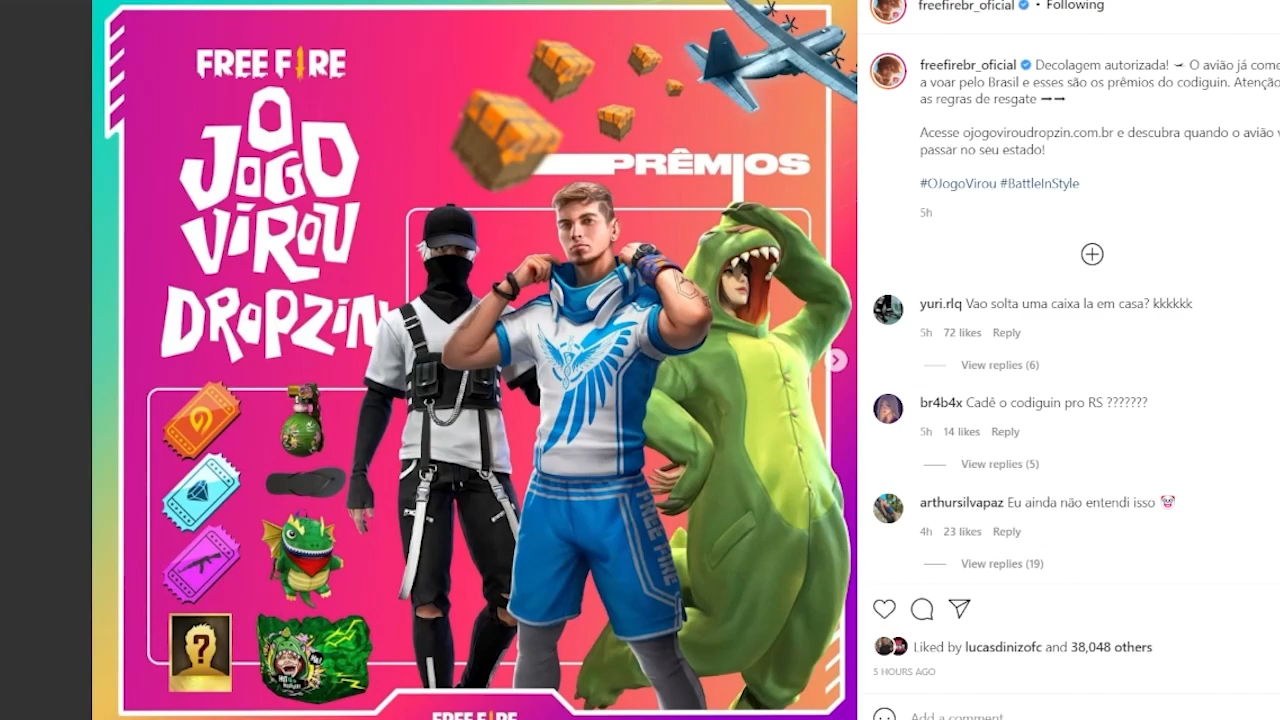 FREE FIRE
O
JOGO
VIROU
DROPZIN
PRÊMIOS
FREE FIRE
FREE FIRE
freefirebr_oficial • Following
freefirebr_oficial Decolagem autorizada! O avião já
a voar pelo Brasil e esses são os prêmios do codiguin. Atenção
as regras de resgate
Acesse ojogoviroudropzin.com.br e descubra quando o avião
passar no seu estado!
#OJogoVirou #BattleInStyle
5h
yuri.rlq Vao solta uma caixa la em casa? kkkkkk
5h 72 likes Reply
View replies (6)
br4b4x Cadê o codiguin pro RS ???????
5h 14 likes Reply
View replies (5)
arthursilvapaz Eu ainda não entendi isso
4h 23 likes Reply
View replies (19)
Liked by lucasdinizofc and 38,048 others
5 HOURS AGO
Add a comment